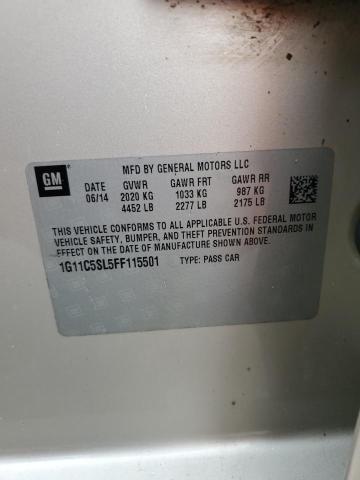 MFD BY GENERAL MOTORS LLC
GM
DATE GVWR GAWR FRT GAWR RR
06/14 2020 KG 1033 KG 987 KG
4452 LB 2277 LB 2175 LB
THIS VEHICLE CONFORMS TO ALL APPLICABLE U.S. FEDERAL MOTOR
VEHICLE SAFETY, BUMPER, AND THEFT PREVENTION STANDARDS IN
EFFECT ON THE DATE OF MANUFACTURE SHOWN ABOVE.
1G11C5SL5FF115501 TYPE: PASS CAR